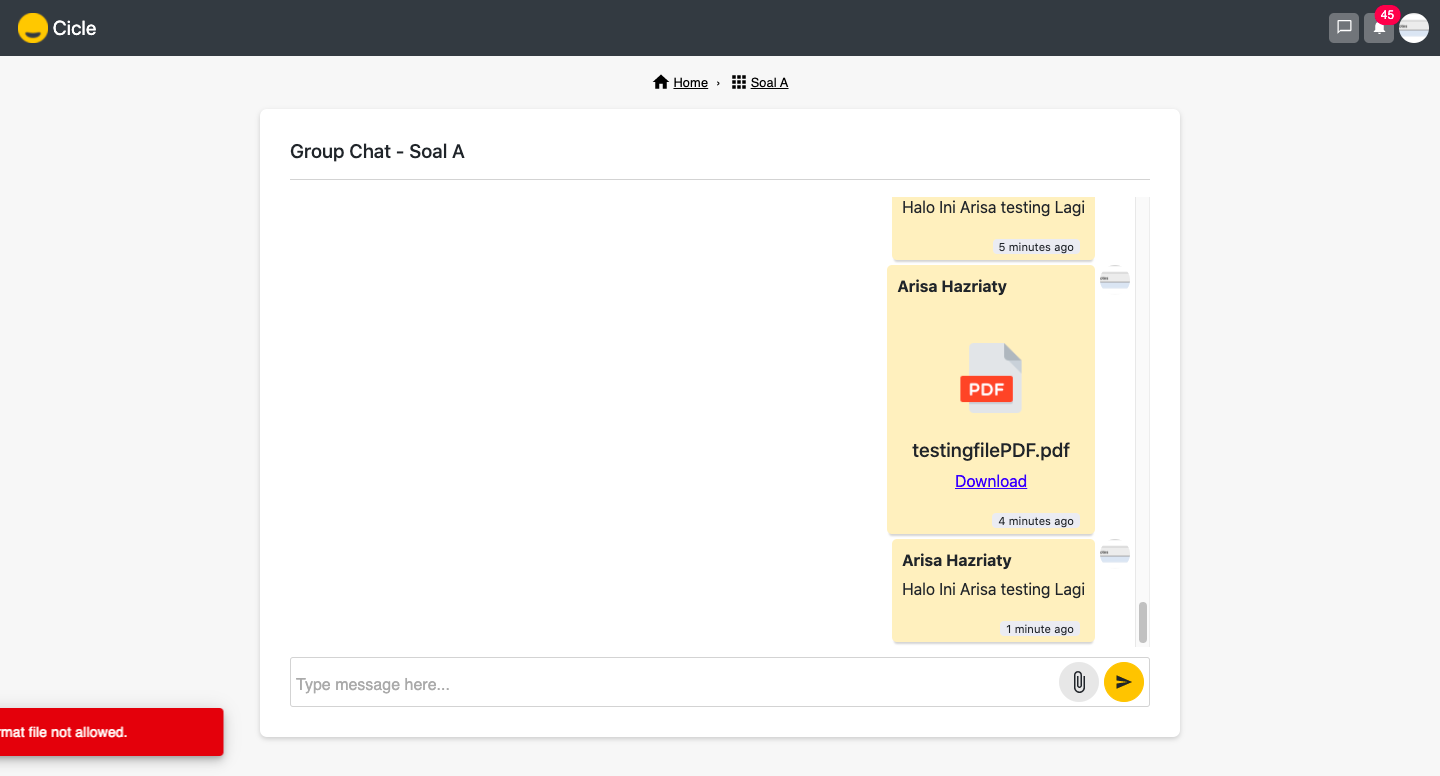 Cicle
45
Home › Soal A
Group Chat - Soal A
Halo Ini Arisa testing Lagi
5 minutes ago
Arisa Hazriaty
PDF
testingfilePDF.pdf
Download
4 minutes ago
Arisa Hazriaty
Halo Ini Arisa testing Lagi
1 minute ago
Type message here...
rmat file not allowed.